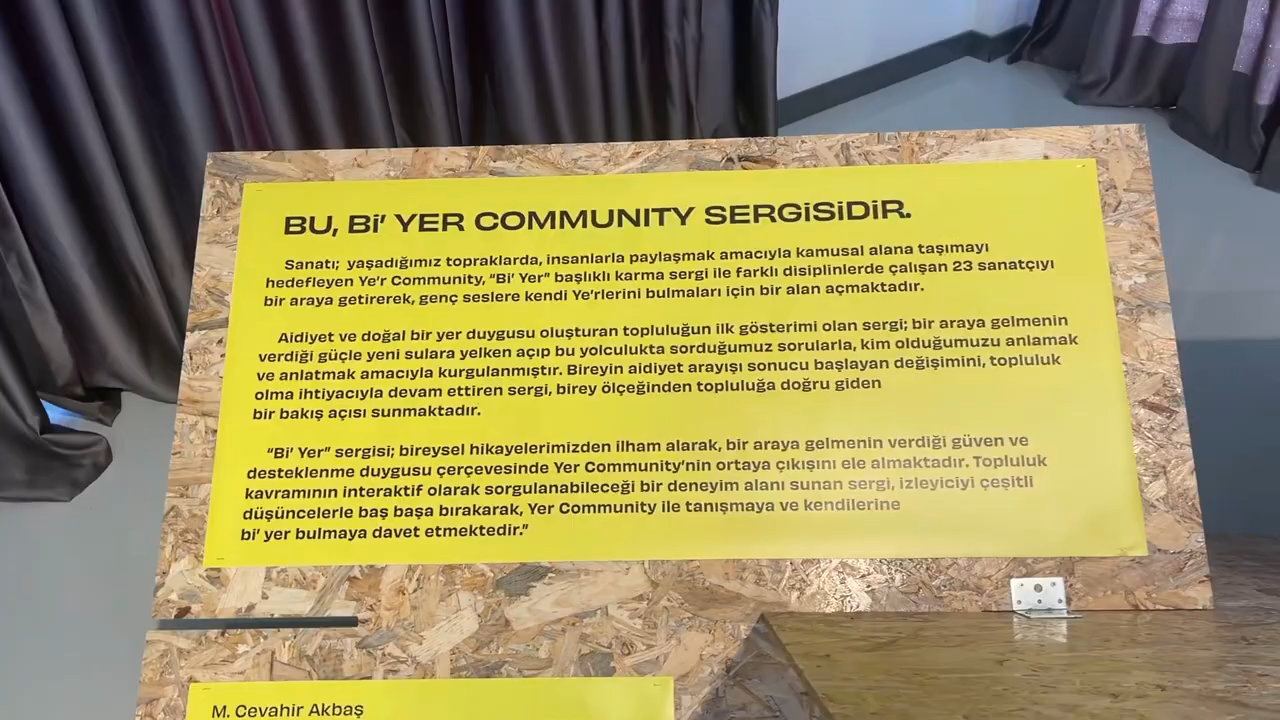 BU, Bi' YER COMMUNITY SERGiSiDiR.
Sanatı; yaşadığımız topraklarda, insanlarla paylaşmak amacıyla kamusal alana taşımayı
hedefleyen Ye'r Community, "Bi' Yer" başlıklı karma sergi ile farklı disiplinlerde çalışan 23 sanatçıyı
bir araya getirerek, genç seslere kendi Ye'rlerini bulmaları için bir alan açmaktadır.
Aidiyet ve doğal bir yer duygusu oluşturan topluluğun ilk gösterimi olan sergi; bir araya gelmenin
verdiği güçle yeni sulara yelken açıp bu yolculukta sorduğumuz sorularla, kim olduğumuzu anlamak
ve anlatmak amacıyla kurgulanmıştır. Bireyin aidiyet arayışı sonucu başlayan değişimini, topluluk
olma ihtiyacıyla devam ettiren sergi, birey ölçeğinden topluluğa doğru giden
bir bakış açısı sunmaktadır.
"Bi' Yer" sergisi; bireysel hikayelerimizden ilham alarak, bir araya gelmenin verdiği güven ve
desteklenme duygusu çerçevesinde Yer Community'nin ortaya çıkışını ele almaktadır. Topluluk
kavramının interaktif olarak sorgulanabileceği bir deneyim alanı sunan sergi, izleyiciyi çeşitli
düşüncelerle baş başa bırakarak, Yer Community ile tanışmaya ve kendilerine
bi' yer bulmaya davet etmektedir."
M. Cevahir Akbaş